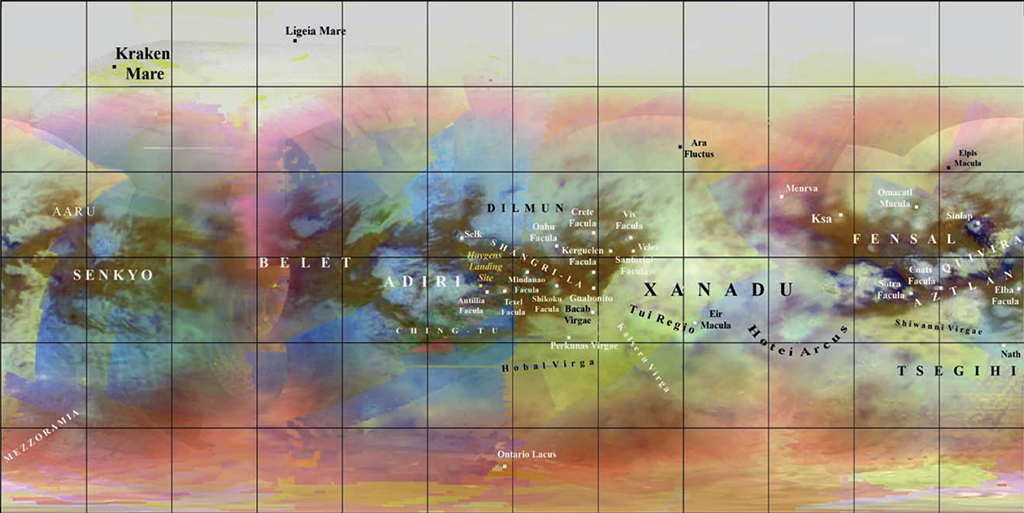 Ligeia Mare
Kraken
Mare
Ara
Fluctus
Elpis
Macula
Menrva
Omacatl
Macula
Ksa
Sinlap
AARU
DILMUN
Crete
Facula
Vis
Facula
Oahu
Facula
Selk
SHANGRI-LA
Kerguelen
Facula
Veles
Santorini
Facula
FENSAL
QUIVIRA
Huygens
Landing
Site
SENKYO
BELET
ADIRI
Mindanao
Facula
Coats
Facula
AZTLAN
Sotra
Facula
Elba
Facula
XANADU
Antillia
Facula
Texel
Facula
Shikoku
Facula
Guabonito
Bacab
Virgae
Tui Regio
Eir
Macula
Hotei Arcus
Shiwanni Virgae
CHING-TU
Kalseru Virga
Perkunas Virgae
Nath
Hobal Virga
TSEGIHI
MEZZORAMIA
Ontario Lacus